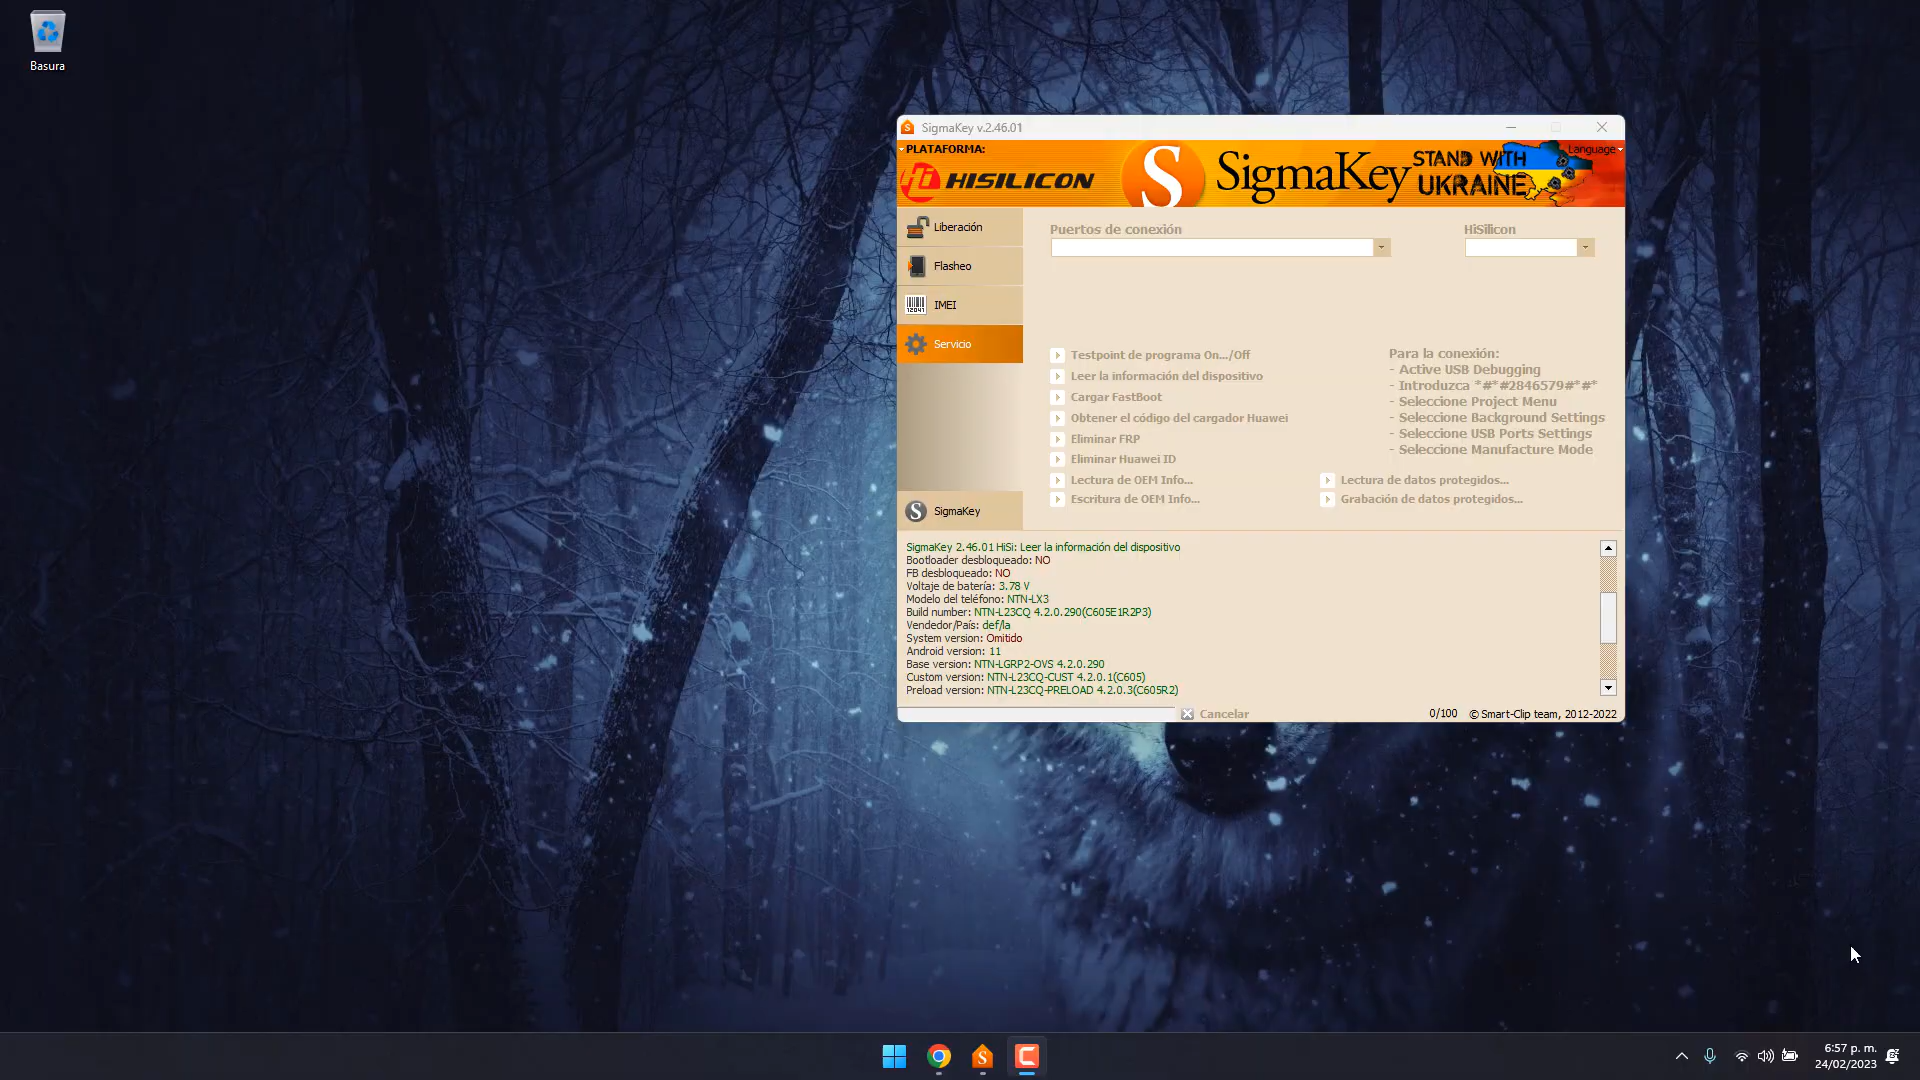 Basura
SigmaKey v.2.46.01
PLATAFORMA:
HISILICON
S SigmaKey
STAND WITH
UKRAINE
Language
Liberación
Flasheo
IMEI
Servicio
SigmaKey
Puertos de conexión
HiSilicon
Testpoint de programa On.../Off
Leer la información del dispositivo
Cargar FastBoot
Obtener el código del cargador Huawei
Eliminar FRP
Eliminar Huawei ID
Lectura de OEM Info...
Escritura de OEM Info...
Para la conexión:
- Active USB Debugging
- Introduzca *#*#2846579#*#*
- Seleccione Project Menu
- Seleccione Background Settings
- Seleccione USB Ports Settings
- Seleccione Manufacture Mode
Lectura de datos protegidos...
Grabación de datos protegidos...
SigmaKey 2.46.01 HiSi: Leer la información del dispositivo
Bootloader desbloqueado: NO
FB desbloqueado: NO
Voltaje de batería: 3.78 V
Modelo del teléfono: NTN-LX3
Build number: NTN-L23CQ 4.2.0.290(C605E1R2P3)
Vendedor/País: def/la
System version: Omitido
Android version: 11
Base version: NTN-LGRP2-OVS 4.2.0.290
Custom version: NTN-L23CQ-CUST 4.2.0.1(C605)
Preload version: NTN-L23CQ-PRELOAD 4.2.0.3(C605R2)
Cancelar
0/100
© Smart-Clip team, 2012-2022
6:57 p. m.
24/02/2023